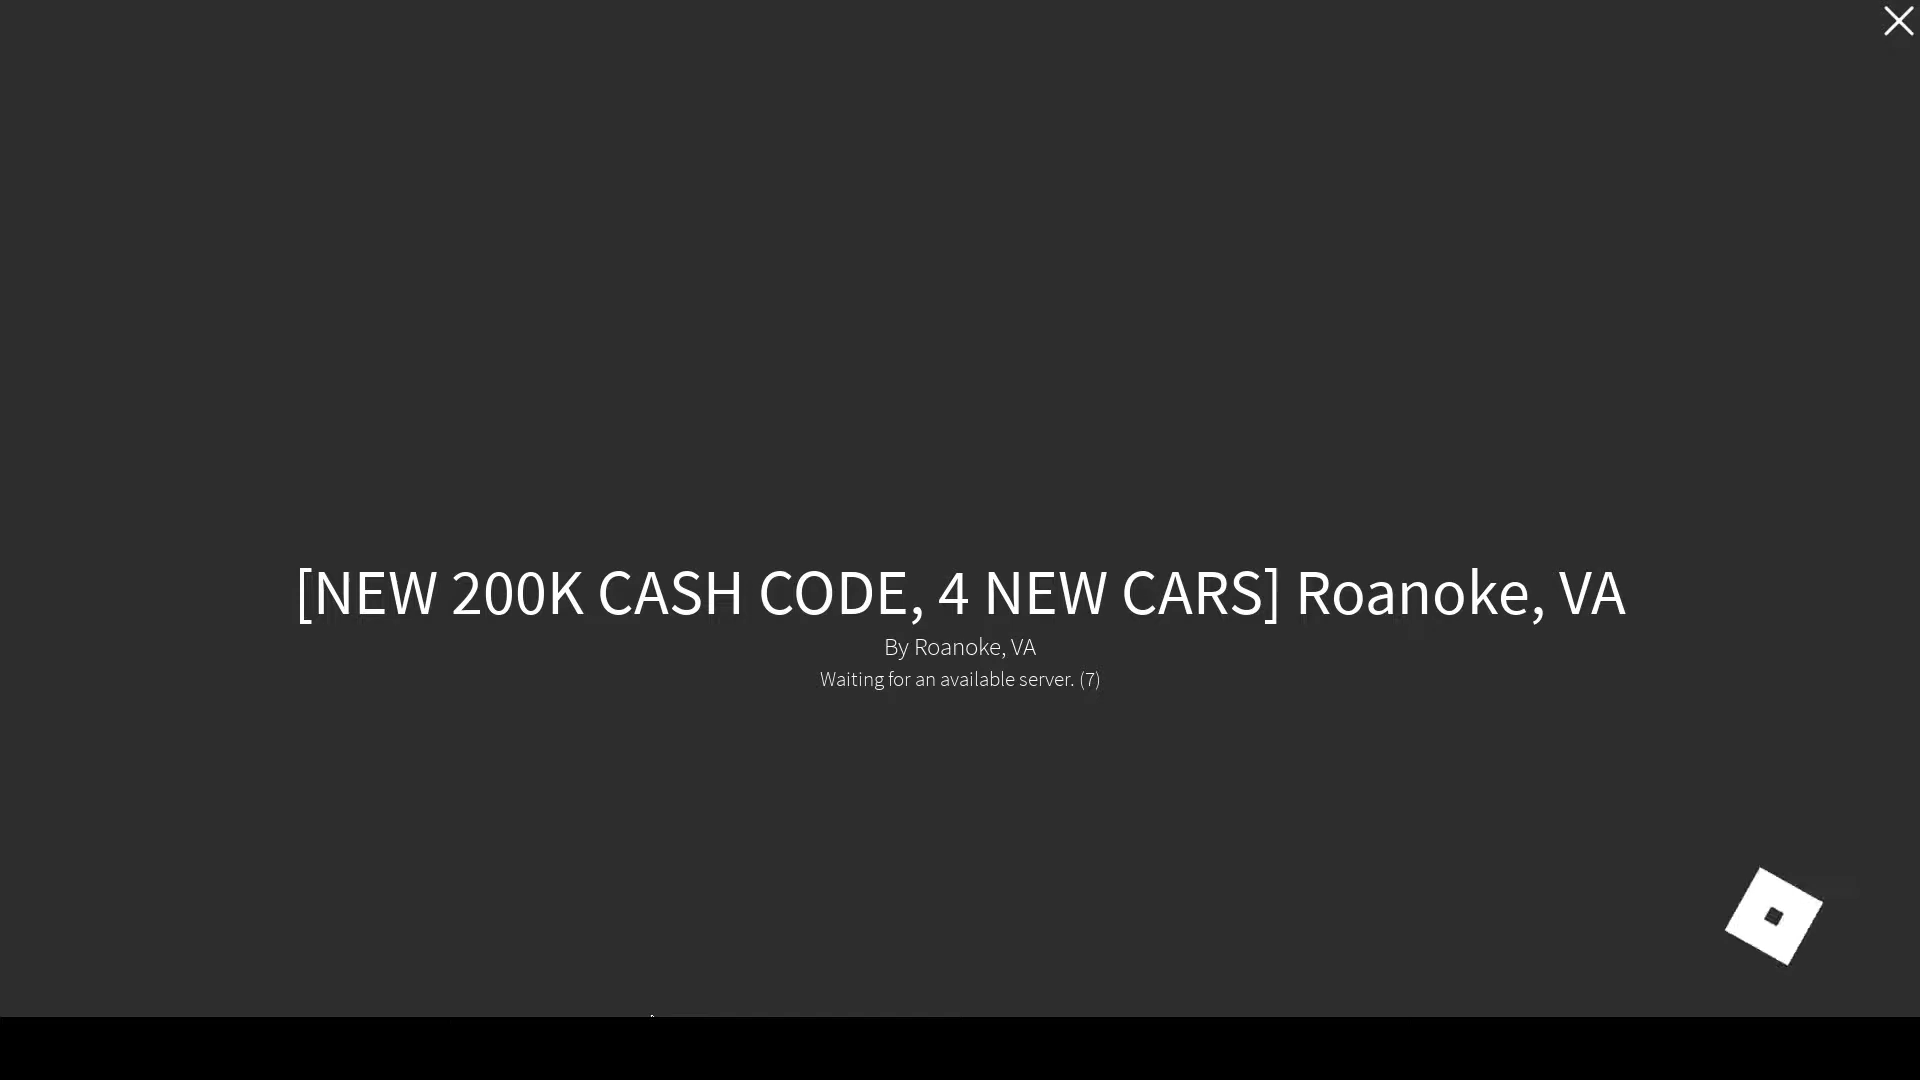 [NEW 200K CASH CODE, 4 NEW CARS] Roanoke, VA
By Roanoke, VA
Waiting for an available server. (7)